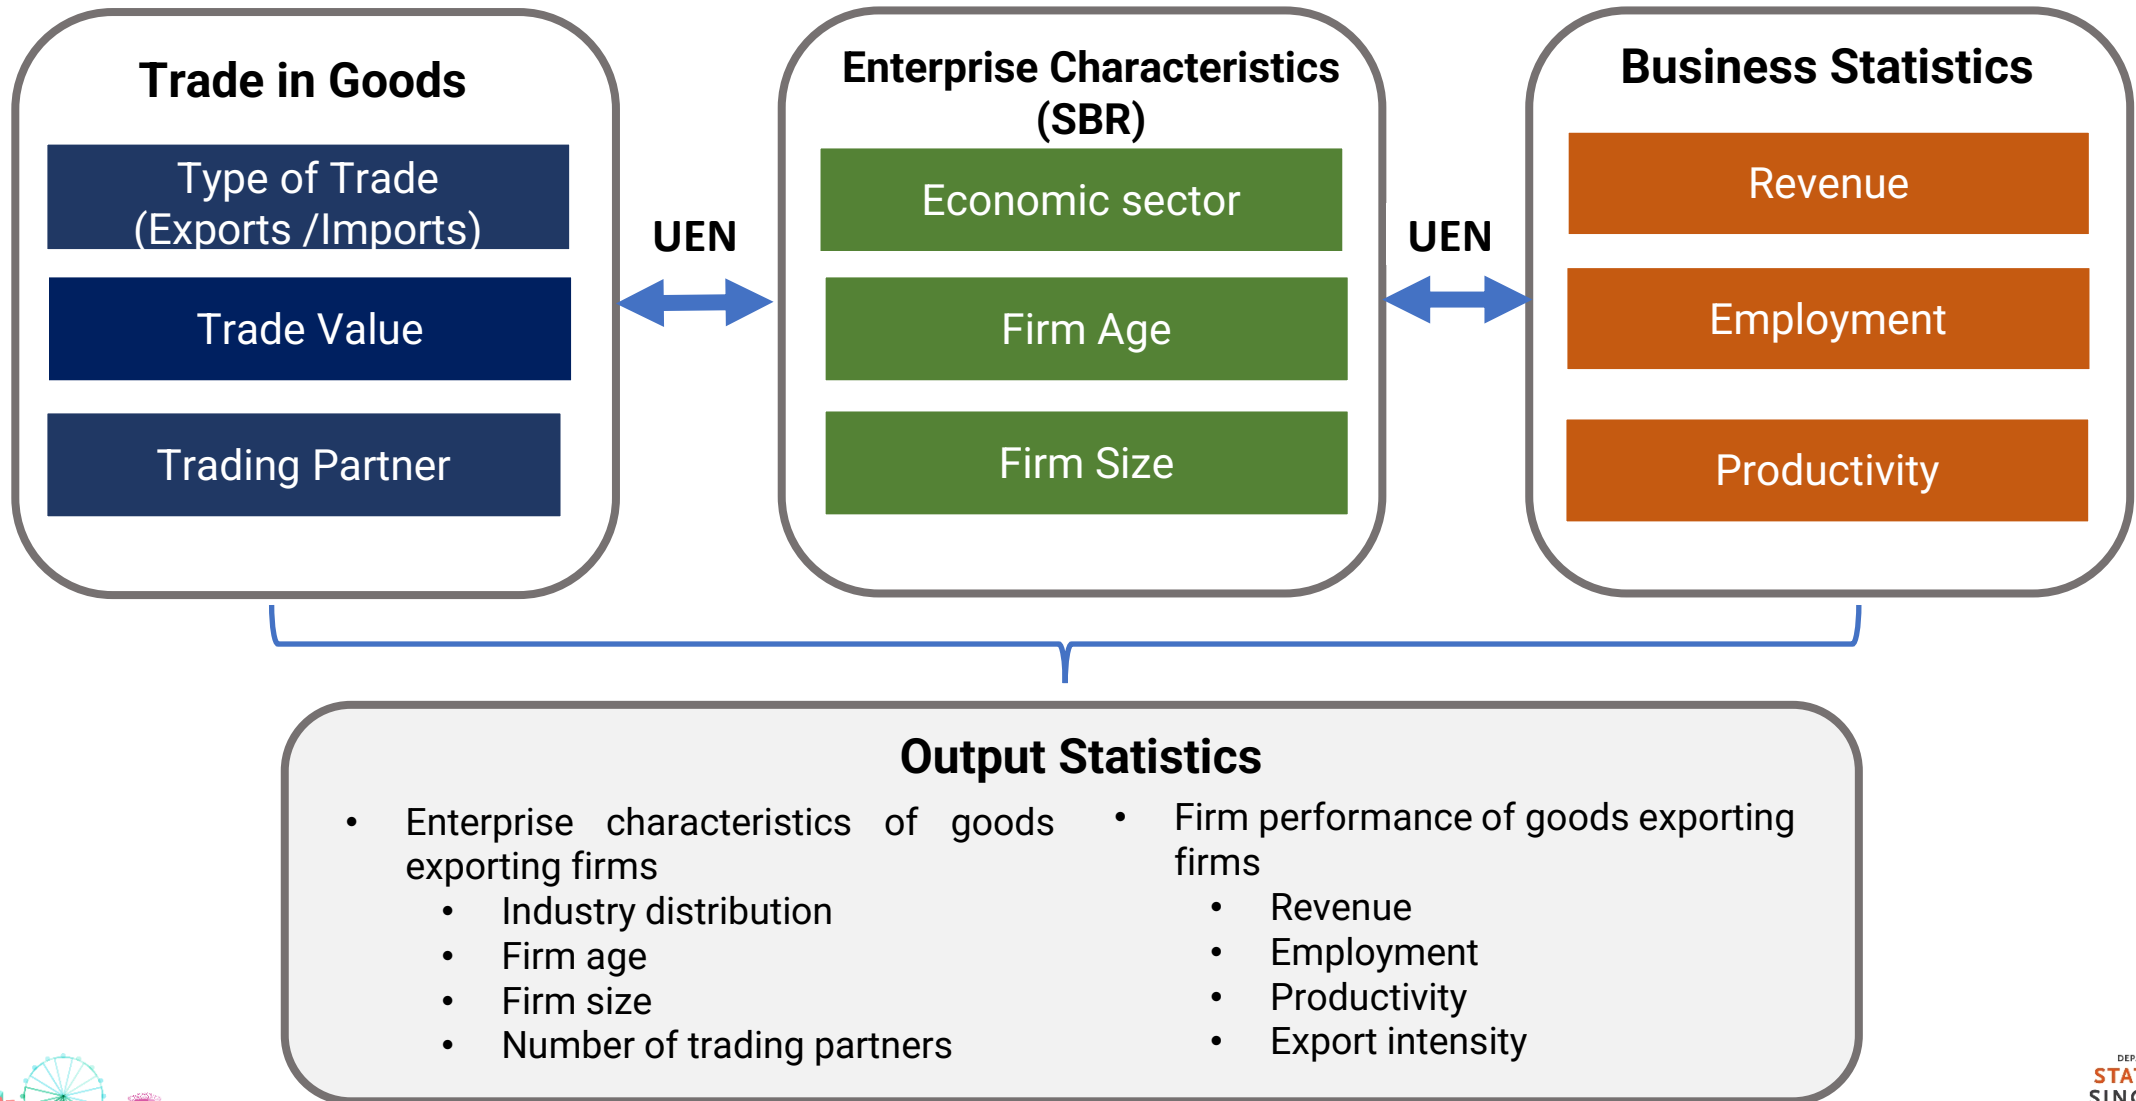 Trade in Goods
Type of Trade
(Exports /Imports)
Trade Value
Trading Partner
UEN
Enterprise Characteristics
(SBR)
Economic sector
Firm Age
Firm Size
UEN
Business Statistics
Revenue
Employment
Productivity
Output Statistics
• Enterprise characteristics of goods
exporting firms
• Industry distribution
• Firm age
• Firm size
• Number of trading partners
• Firm performance of goods exporting
firms
• Revenue
• Employment
• Productivity
• Export intensity